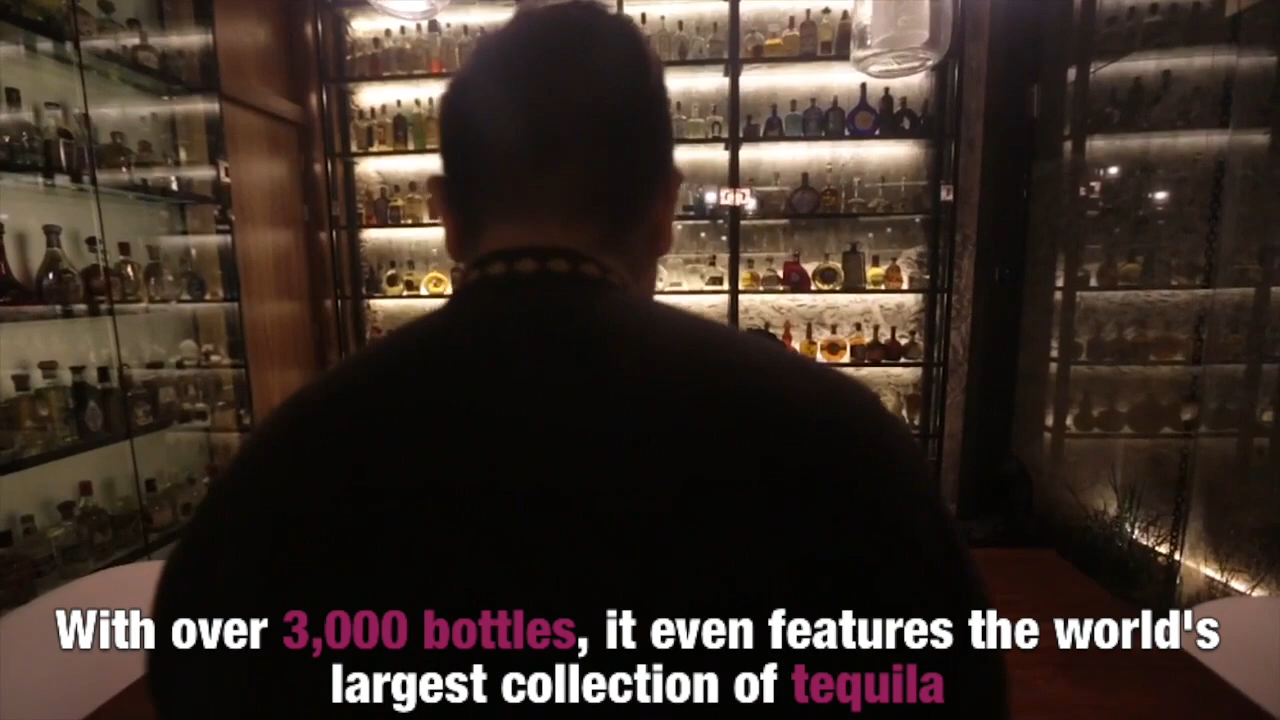 With over 3,000 bottles, it even features the world's
largest collection of tequila